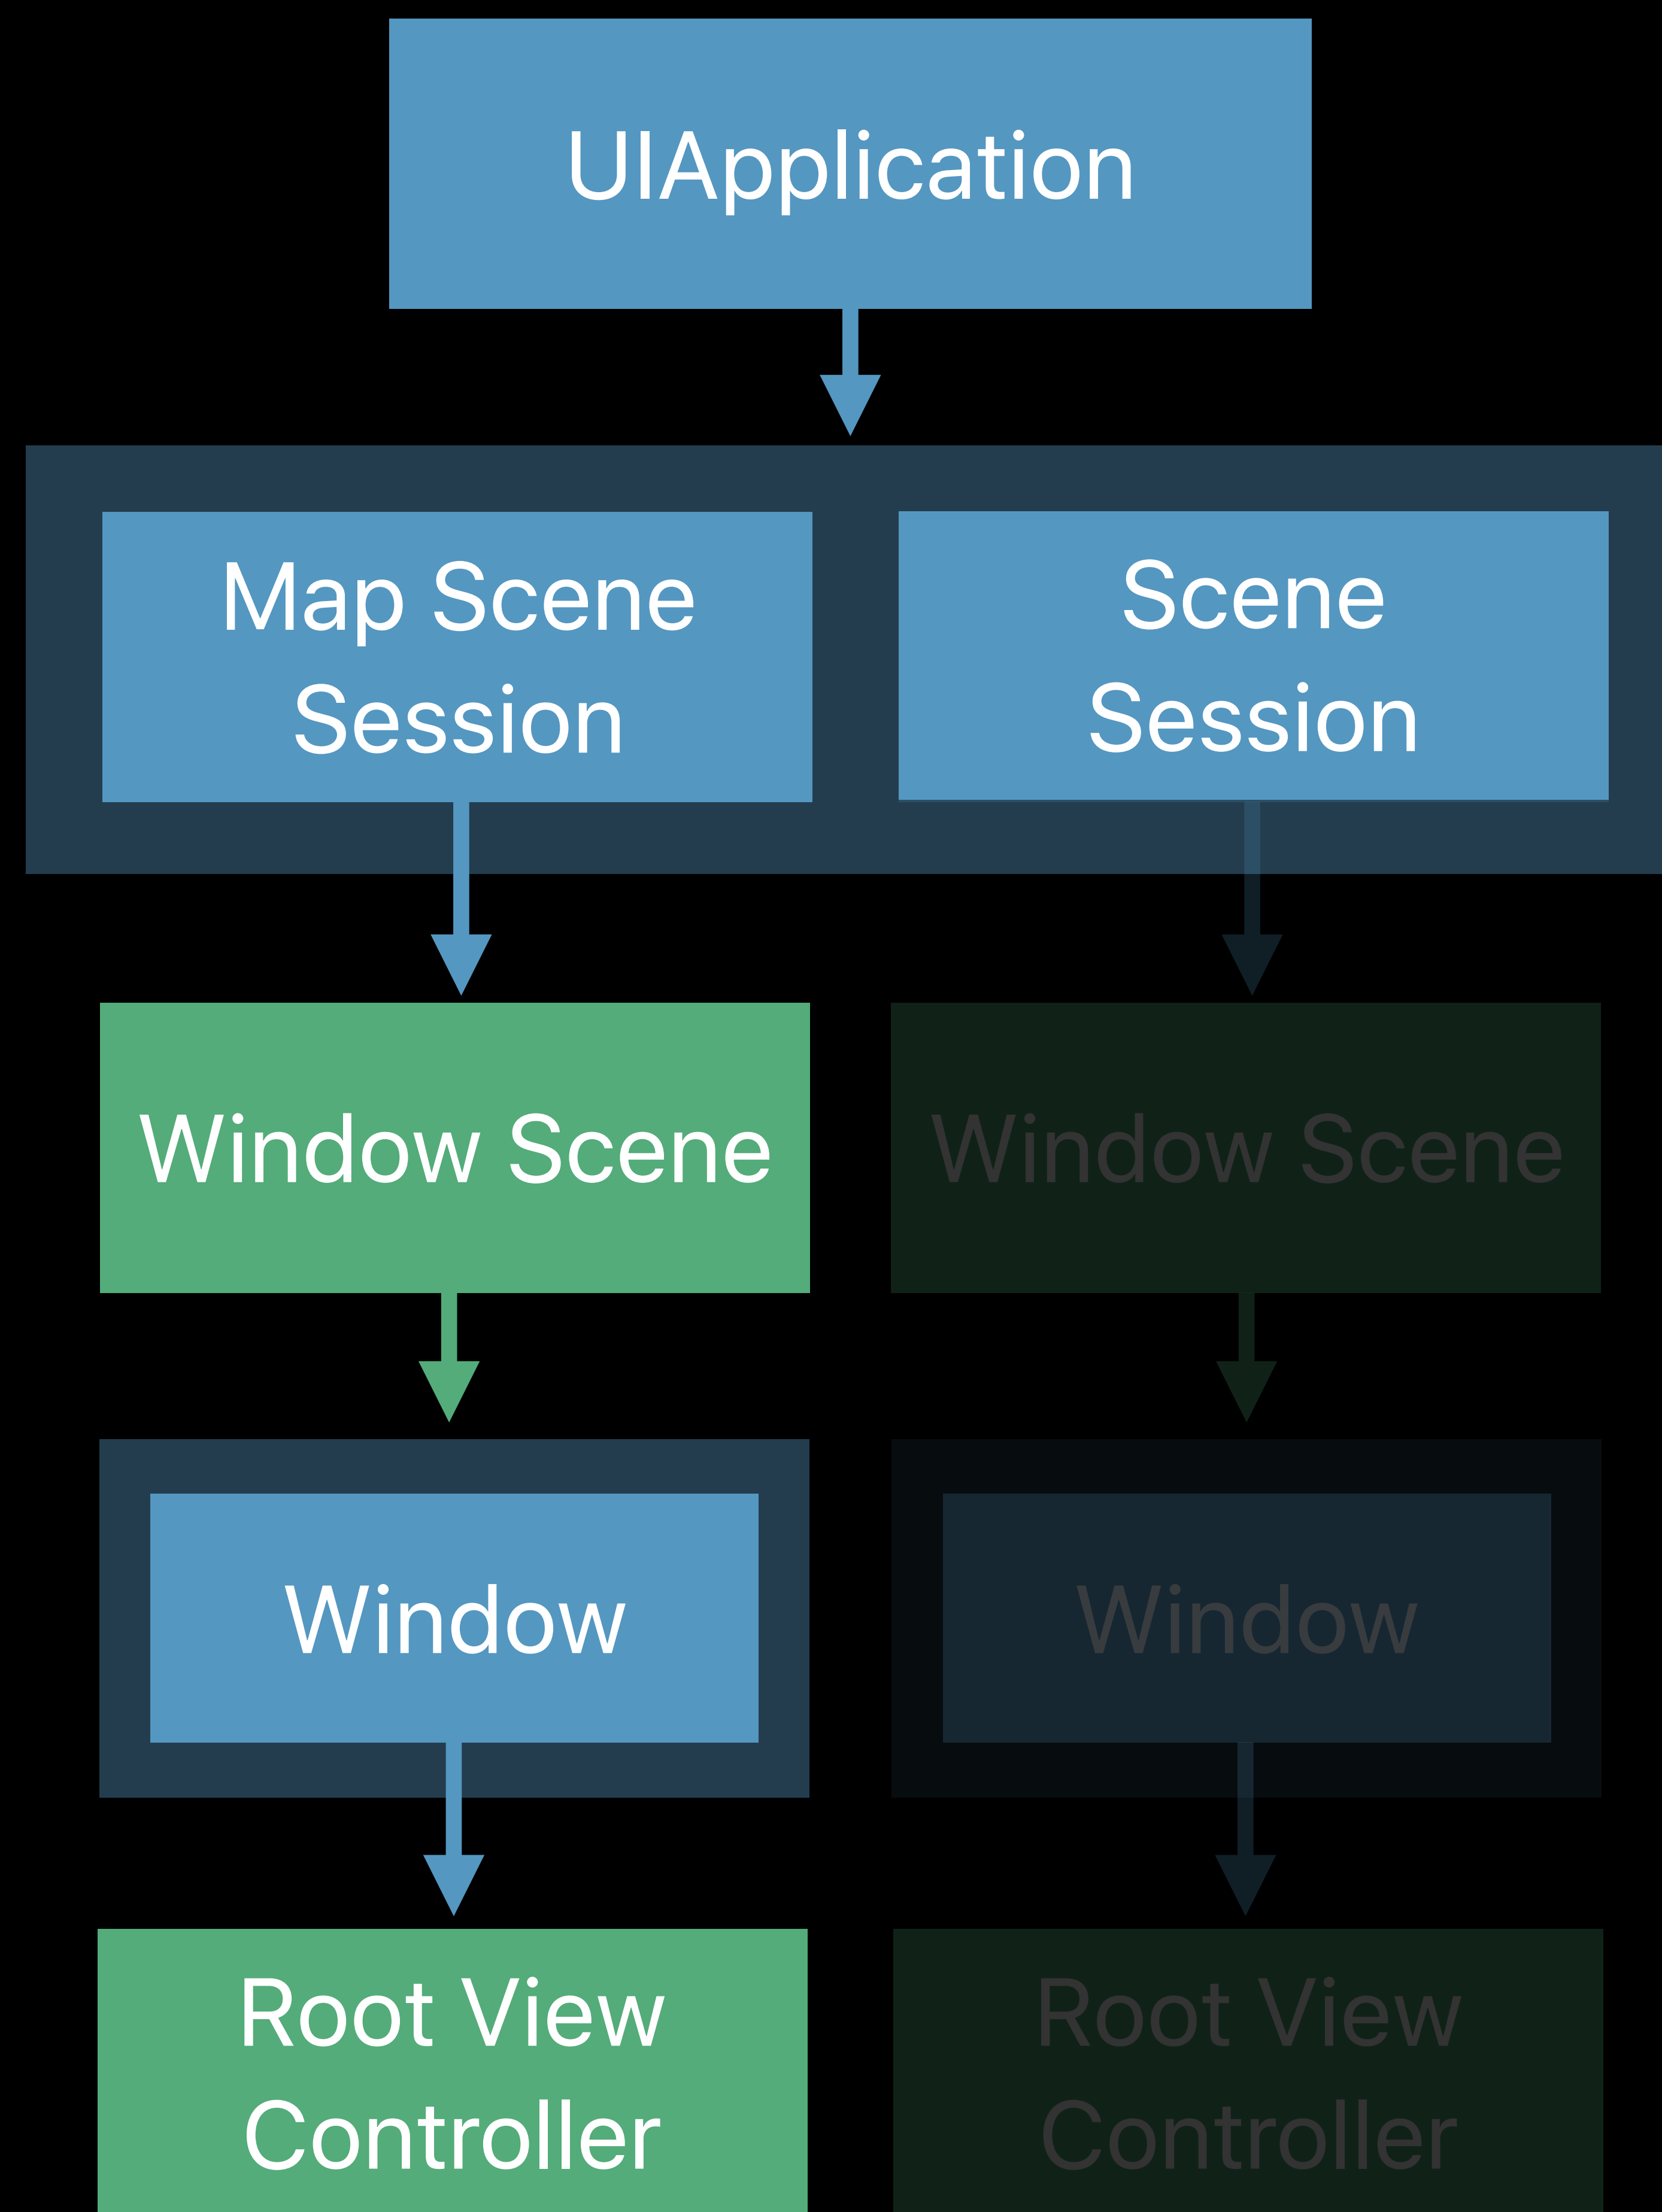 UIApplication
Map Scene
Session
Scene
Session
Window Scene
Window Scene
Window
Window
Root View
Controller
Root View
Controller